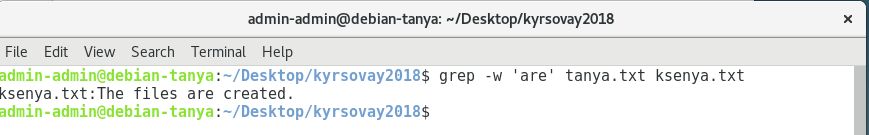 admin-admin@debian-tanya: ~/Desktop/kyrsovay2018 ×
File Edit View Search Terminal Help
admin-admin@debian-tanya:~/Desktop/kyrsovay2018$ grep -w 'are' tanya.txt ksenya.txt
ksenya.txt:The files are created.
admin-admin@debian-tanya:~/Desktop/kyrsovay2018$